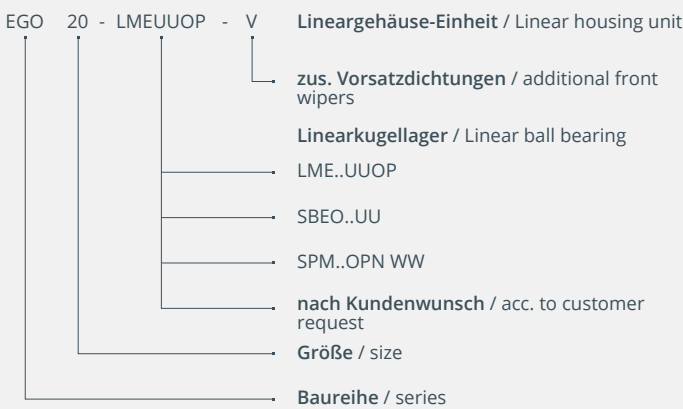 EGO 20 - LMEUUOP - V Lineargehäuse-Einheit / Linear housing unit
zus. Vorsatzdichtungen / additional front
wipers
Linearkugellager / Linear ball bearing
LME..UUOP
SBEO..UU
SPM..OPN WW
nach Kundenwunsch / acc. to customer
request
Größe / size
Baureihe / series